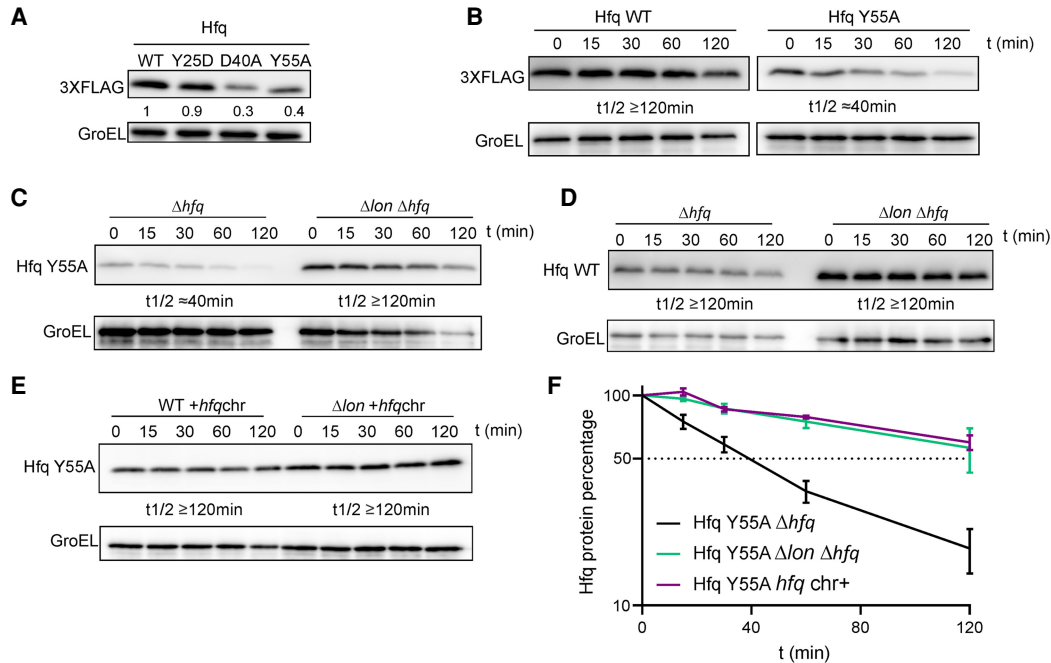 A
Hfq
WT Y25D D40A Y55A
3XFLAG
1 0.9 0.3 0.4
GroEL
B
Hfq WT Hfq Y55A
0 15 30 60 120 0 15 30 60 120 t (min)
3XFLAG
t1/2 ≥120min t1/2 ≈40min
GroEL
C
Δhfq Δlon Δhfq
0 15 30 60 120 0 15 30 60 120 t (min)
Hfq Y55A
t1/2 ≈40min t1/2 ≥120min
GroEL
D
Δhfq Δlon Δhfq
0 15 30 60 120 0 15 30 60 120 t (min)
Hfq WT
t1/2 ≥120min t1/2 ≥120min
GroEL
E
WT +hfqchr Δlon +hfqchr
0 15 30 60 120 0 15 30 60 120 t (min)
Hfq Y55A
t1/2 ≥120min t1/2 ≥120min
GroEL
F
Hfq protein percentage
100
50
10
Hfq Y55A Δhfq
Hfq Y55A Δlon Δhfq
Hfq Y55A hfq chr+
0 40 80 120
t (min)